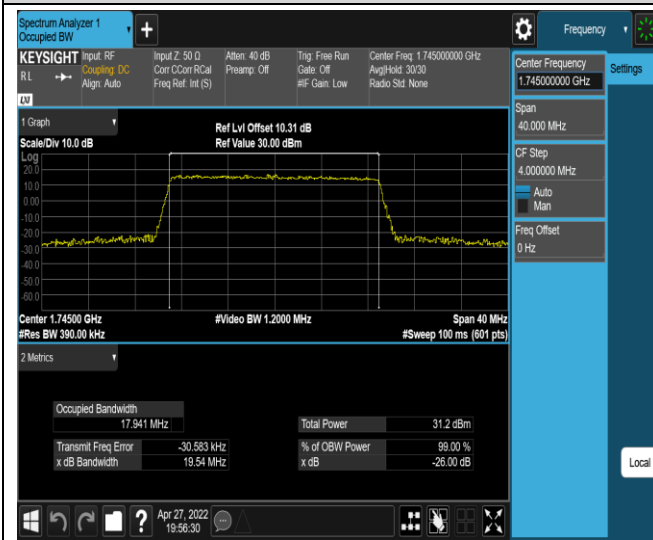 Spectrum Analyzer 1
Occupied BW
+
Frequency
KEYSIGHT
R L
LXI
Input: RF
Coupling: DC
Align: Auto
Input Z: 50 Ω
Corr CCorr RCal
Freq Ref: Int (S)
Atten: 40 dB
Preamp: Off
Trig: Free Run
Gate: Off
#IF Gain: Low
Center Freq: 1.745000000 GHz
Avg|Hold: 30/30
Radio Std: None
Center Frequency
1.745000000 GHz
Settings
Span
40.000 MHz
CF Step
4.000000 MHz
Auto
Man
Freq Offset
0 Hz
1 Graph
Scale/Div 10.0 dB
Ref Lvl Offset 10.31 dB
Ref Value 30.00 dBm
Log
20.0
10.0
0.00
-10.0
-20.0
-30.0
-40.0
-50.0
-60.0
Center 1.74500 GHz
#Video BW 1.2000 MHz
Span 40 MHz
#Res BW 390.00 kHz
#Sweep 100 ms (601 pts)
2 Metrics
Occupied Bandwidth
17.941 MHz
Total Power 31.2 dBm
Transmit Freq Error -30.583 kHz
% of OBW Power 99.00 %
x dB Bandwidth 19.54 MHz
x dB -26.00 dB
Local
?
Apr 27, 2022
19:56:30